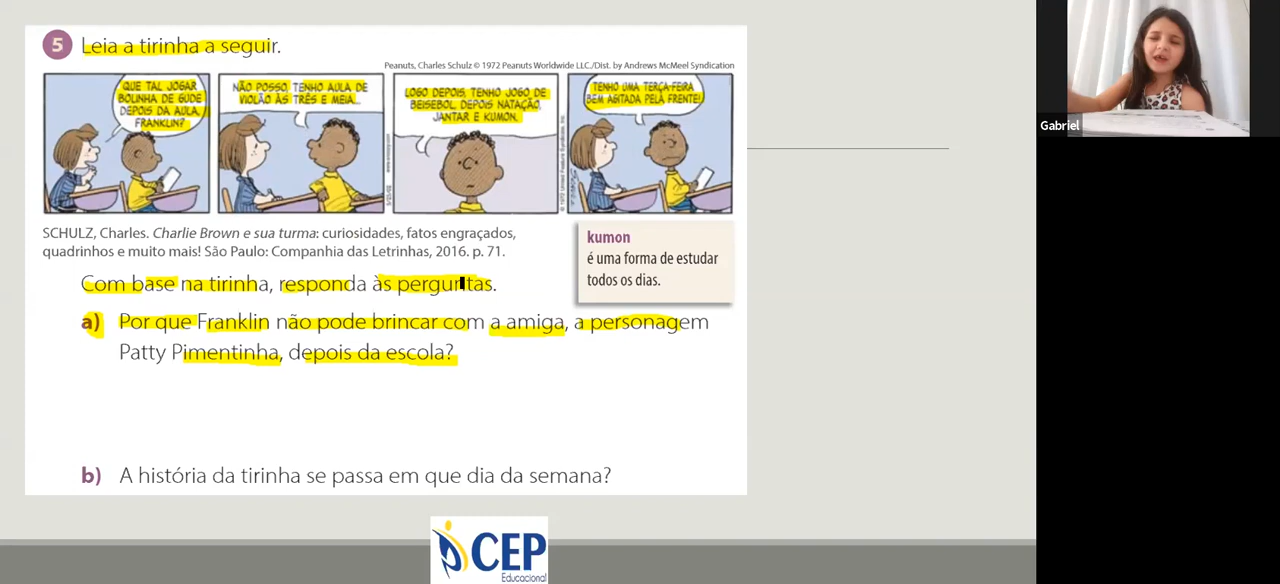 5 Leia a tirinha a seguir.
Peanuts, Charles Schulz © 1972 Peanuts Worldwide LLC./Dist. by Andrews McMeel Syndication
QUE TAL JOGAR
BOLINHA DE GUDE
DEPOIS DA AULA,
FRANKLIN?
NÃO POSSO, TENHO AULA DE
VIOLÃO ÀS TRÊS E MEIA...
LOGO DEPOIS, TENHO JOGO DE
BEISEBOL, DEPOIS NATAÇÃO,
JANTAR E KUMON.
TENHO UMA TERÇA-FEIRA
BEM AGITADA PELA FRENTE!
SCHULZ, Charles. Charlie Brown e sua turma: curiosidades, fatos engraçados,
quadrinhos e muito mais! São Paulo: Companhia das Letrinhas, 2016. p. 71.
kumon
é uma forma de estudar
todos os dias.
Com base na tirinha, responda às perguntas.
a) Por que Franklin não pode brincar com a amiga, a personagem
Patty Pimentinha, depois da escola?
b) A história da tirinha se passa em que dia da semana?
CEP
Educacional
Gabriel